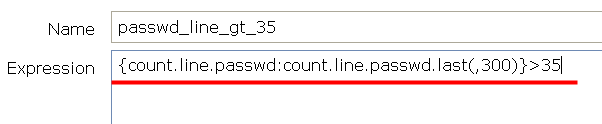 Name passwd_line_gt_35
Expression {count.line.passwd:count.line.passwd.last(,300)}>35